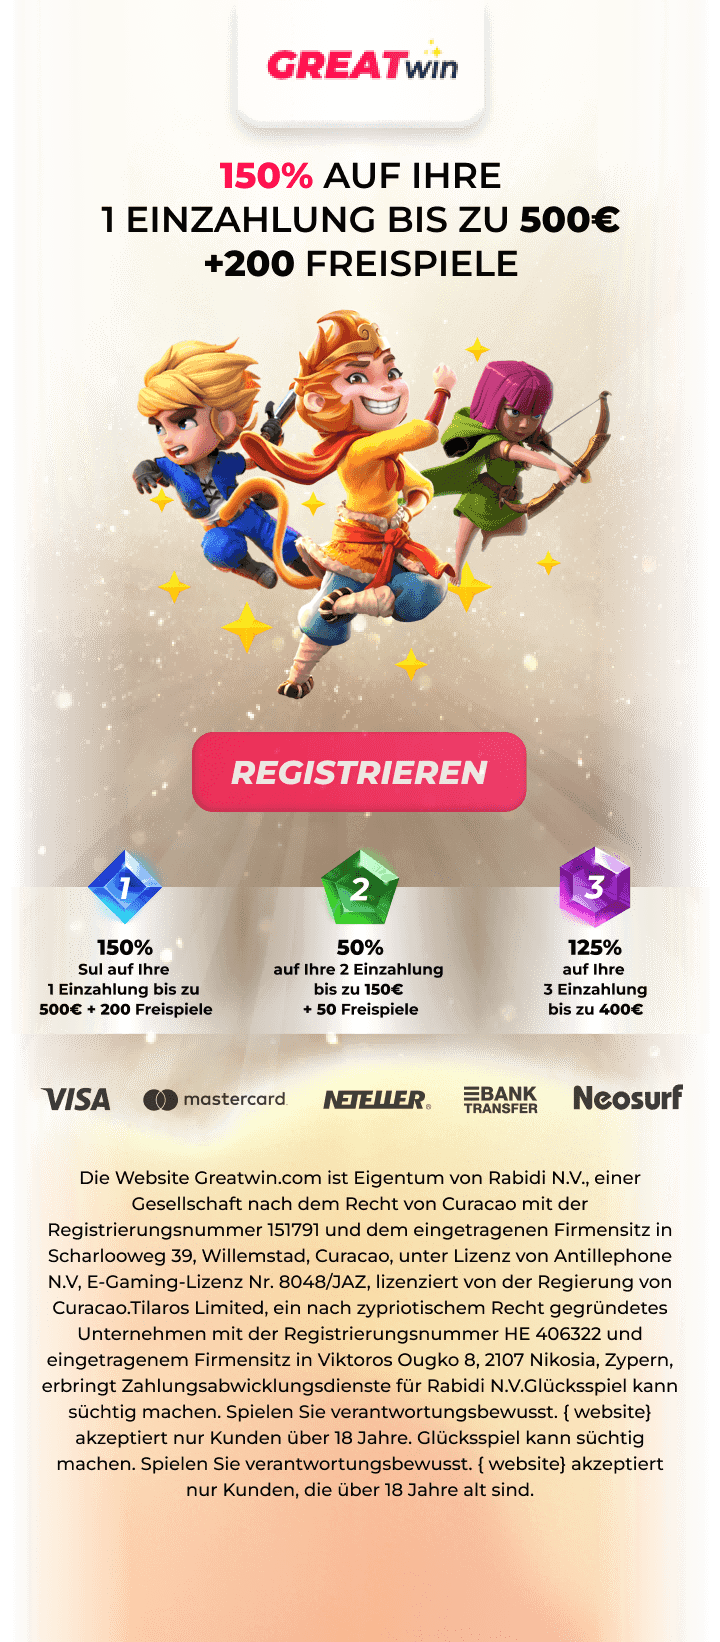 GREATwin
150% AUF IHRE
1 EINZAHLUNG BIS ZU 500€
+200 FREISPIELE
REGISTRIEREN
1
150%
Sul auf Ihre
1 Einzahlung bis zu
500€ + 200 Freispiele
2
50%
auf Ihre 2 Einzahlung
bis zu 150€
+ 50 Freispiele
3
125%
auf Ihre
3 Einzahlung
bis zu 400€
VISA
mastercard
NETELLER®
BANK
TRANSFER
Neosurf
Die Website Greatwin.com ist Eigentum von Rabidi N.V., einer
Gesellschaft nach dem Recht von Curacao mit der
Registrierungsnummer 151791 und dem eingetragenen Firmensitz in
Scharlooweg 39, Willemstad, Curacao, unter Lizenz von Antillephone
N.V, E-Gaming-Lizenz Nr. 8048/JAZ, lizenziert von der Regierung von
Curacao.Tilaros Limited, ein nach zypriotischem Recht gegründetes
Unternehmen mit der Registrierungsnummer HE 406322 und
eingetragenem Firmensitz in Viktoros Ougko 8, 2107 Nikosia, Zypern,
erbringt Zahlungsabwicklungsdienste für Rabidi N.V.Glücksspiel kann
süchtig machen. Spielen Sie verantwortungsbewusst. { website}
akzeptiert nur Kunden über 18 Jahre. Glücksspiel kann süchtig
machen. Spielen Sie verantwortungsbewusst. { website} akzeptiert
nur Kunden, die über 18 Jahre alt sind.